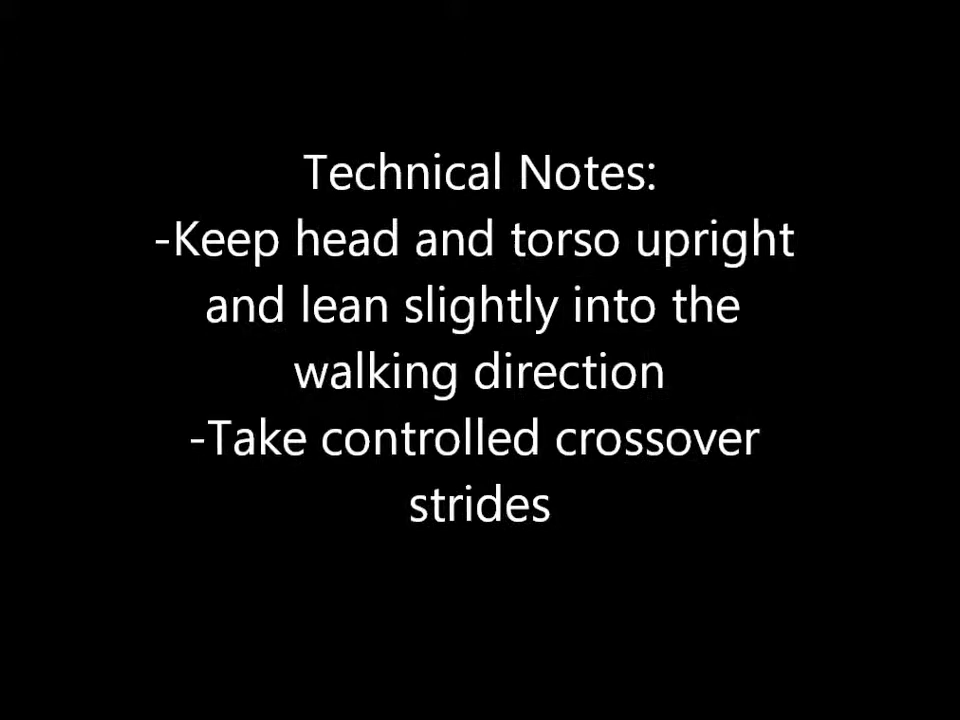 Technical Notes:
-Keep head and torso upright
and lean slightly into the
walking direction
-Take controlled crossover
strides